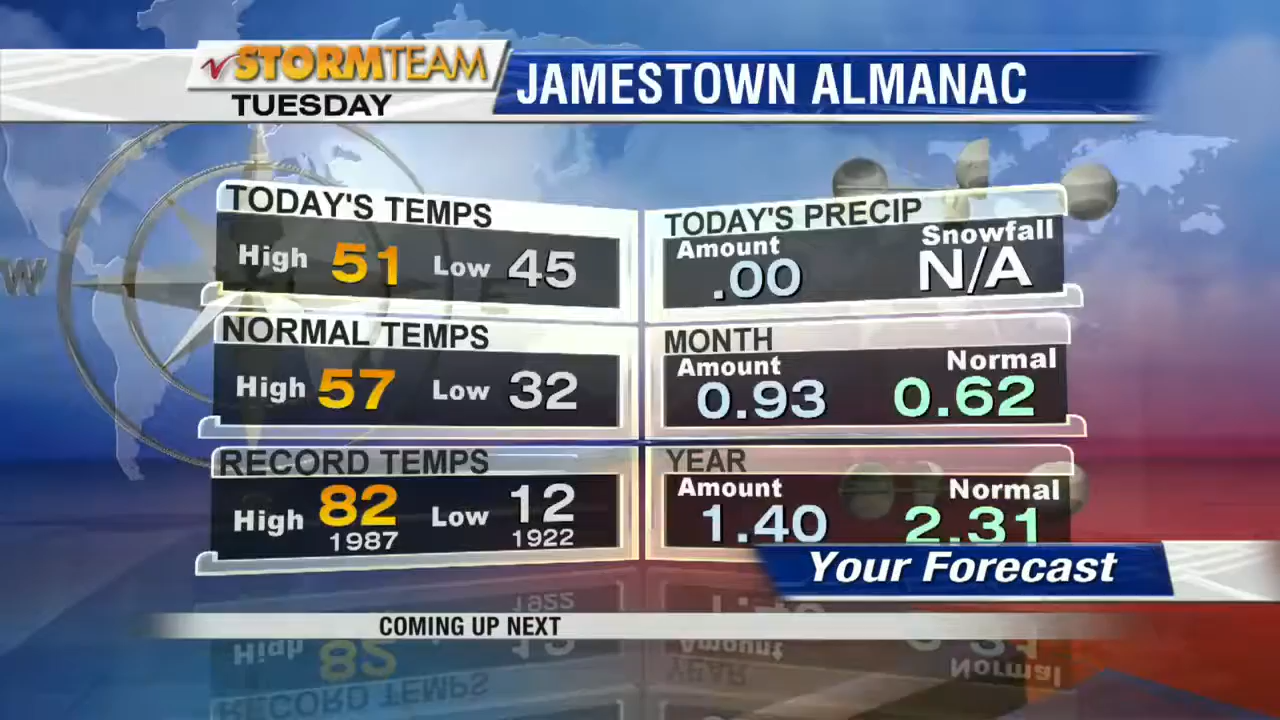 STORMTEAM
TUESDAY
JAMESTOWN ALMANAC
TODAY'S TEMPS
High 51 Low 45
NORMAL TEMPS
High 57 Low 32
RECORD TEMPS
High 82 Low 12
1987 1922
TODAY'S PRECIP
Amount Snowfall
.00 N/A
MONTH
Amount Normal
0.93 0.62
YEAR
Amount Normal
1.40 2.31
Your Forecast
COMING UP NEXT
W